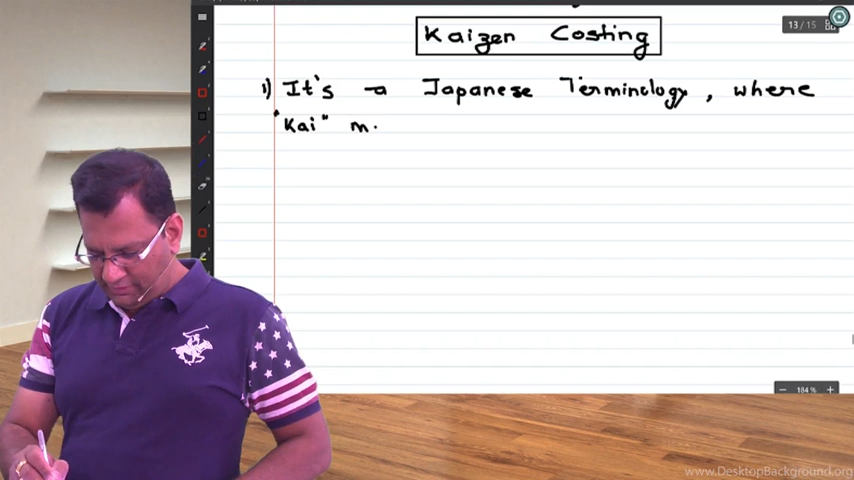 13 / 15
Kaizen Costing
1) It's a Japanese Terminology, where
"Kai" m.
184 %
www.DesktopBackground.org